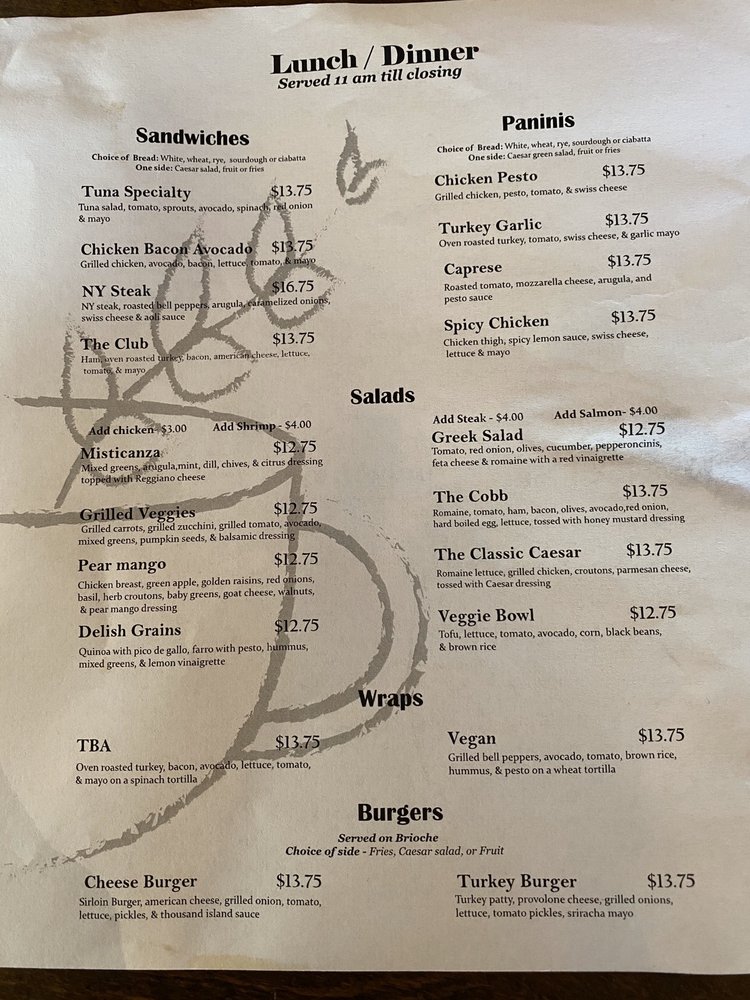 Lunch / Dinner
Served 11 am till closing
Sandwiches
Choice of Bread: White, wheat, rye, sourdough or ciabatta
One side: Caesar salad, fruit or fries
Tuna Specialty $13.75
Tuna salad, tomato, sprouts, avocado, spinach, red onion
& mayo
Chicken Bacon Avocado $13.75
Grilled chicken, avocado, bacon, lettuce, tomato, & mayo
NY Steak $16.75
NY steak, roasted bell peppers, arugula, caramelized onions,
swiss cheese & aoli sauce
The Club $13.75
Ham, oven roasted turkey, bacon, american cheese, lettuce,
tomato, & mayo
Paninis
Choice of Bread: White, wheat, rye, sourdough or ciabatta
One side: Caesar green salad, fruit or fries
Chicken Pesto $13.75
Grilled chicken, pesto, tomato, & swiss cheese
Turkey Garlic $13.75
Oven roasted turkey, tomato, swiss cheese, & garlic mayo
Caprese $13.75
Roasted tomato, mozzarella cheese, arugula, and
pesto sauce
Spicy Chicken $13.75
Chicken thigh, spicy lemon sauce, swiss cheese,
lettuce & mayo
Salads
Add chicken- $3.00 Add Shrimp - $4.00
Misticanza $12.75
Mixed greens, arugula,mint, dill, chives, & citrus dressing
topped with Reggiano cheese
Grilled Veggies $12.75
Grilled carrots, grilled zucchini, grilled tomato, avocado,
mixed greens, pumpkin seeds, & balsamic dressing
Pear mango $12.75
Chicken breast, green apple, golden raisins, red onions,
basil, herb croutons, baby greens, goat cheese, walnuts,
& pear mango dressing
Delish Grains $12.75
Quinoa with pico de gallo, farro with pesto, hummus,
mixed greens, & lemon vinaigrette
Add Steak - $4.00 Add Salmon- $4.00
Greek Salad $12.75
Tomato, red onion, olives, cucumber, pepperoncinis,
feta cheese & romaine with a red vinaigrette
The Cobb $13.75
Romaine, tomato, ham, bacon, olives, avocado,red onion,
hard boiled egg, lettuce, tossed with honey mustard dressing
The Classic Caesar $13.75
Romaine lettuce, grilled chicken, croutons, parmesan cheese,
tossed with Caesar dressing
Veggie Bowl $12.75
Tofu, lettuce, tomato, avocado, corn, black beans,
& brown rice
Wraps
TBA $13.75
Oven roasted turkey, bacon, avocado, lettuce, tomato,
& mayo on a spinach tortilla
Vegan $13.75
Grilled bell peppers, avocado, tomato, brown rice,
hummus, & pesto on a wheat tortilla
Burgers
Served on Brioche
Choice of side - Fries, Caesar salad, or Fruit
Cheese Burger $13.75
Sirloin Burger, american cheese, grilled onion, tomato,
lettuce, pickles, & thousand island sauce
Turkey Burger $13.75
Turkey patty, provolone cheese, grilled onions,
lettuce, tomato pickles, sriracha mayo